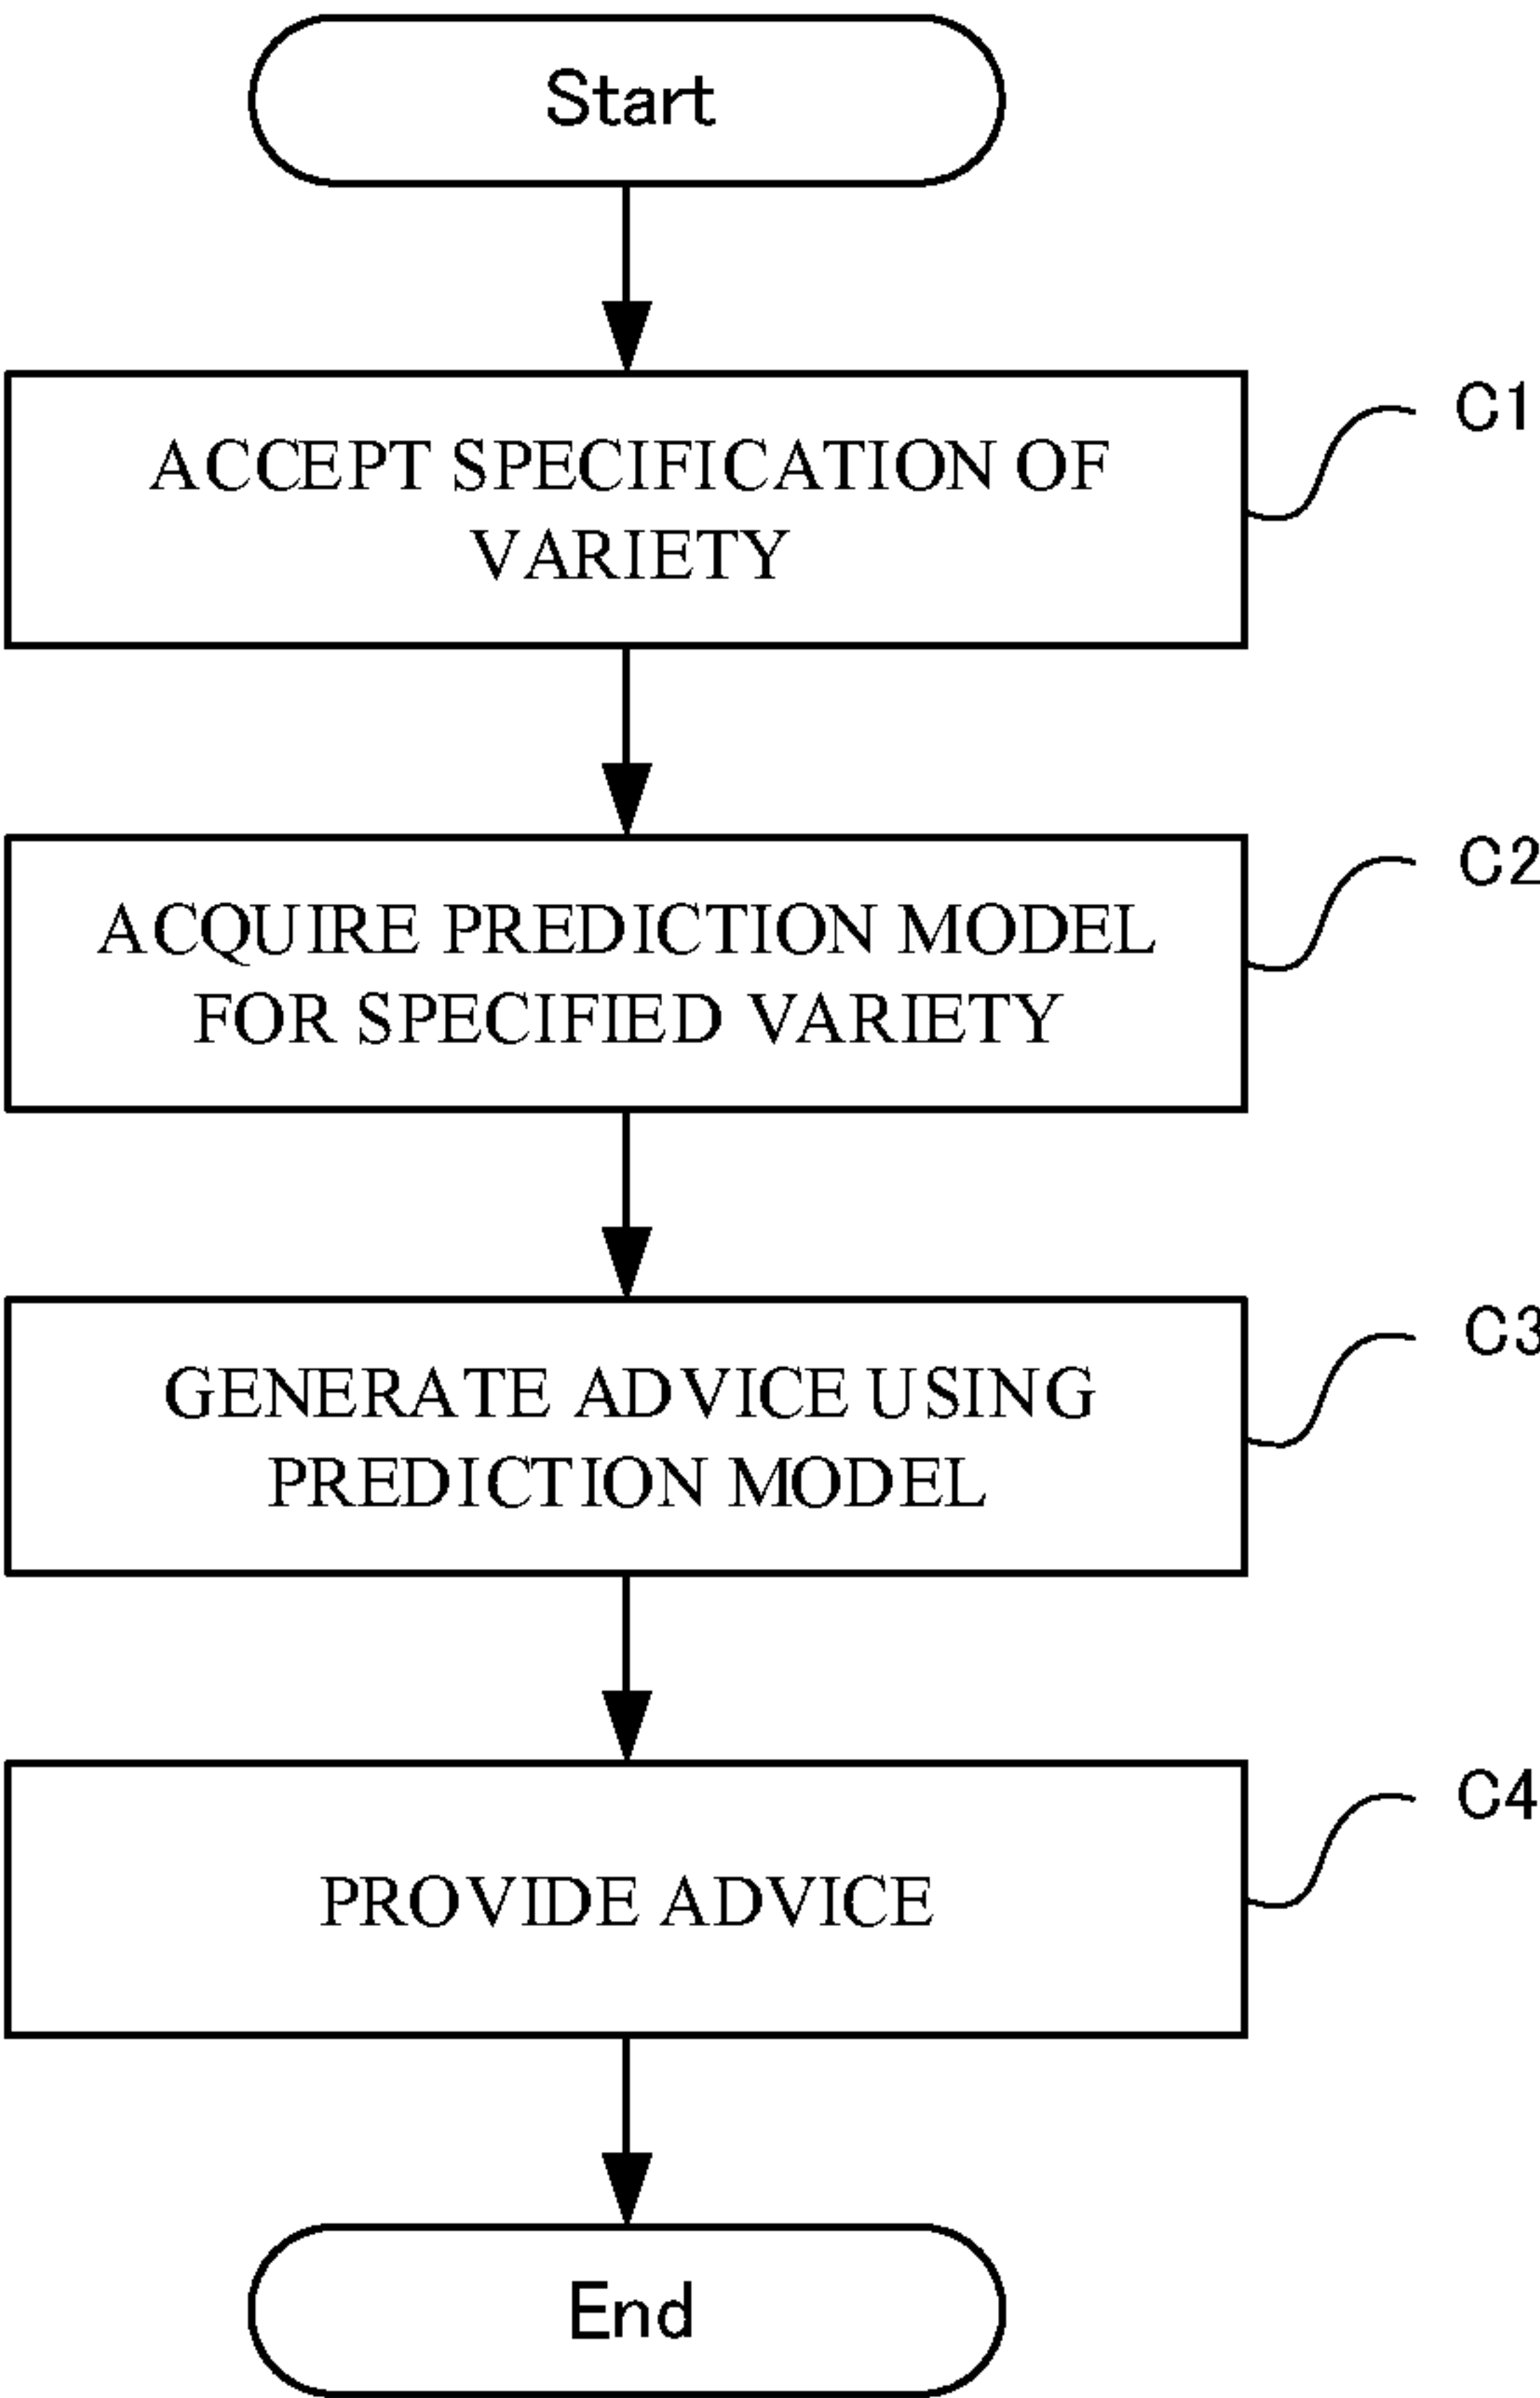 Start
C1
ACCEPT SPECIFICATION OF
VARIETY
C2
ACQUIRE PREDICTION MODEL
FOR SPECIFIED VARIETY
C3
GENERATE ADVICE USING
PREDICTION MODEL
C4
PROVIDE ADVICE
End